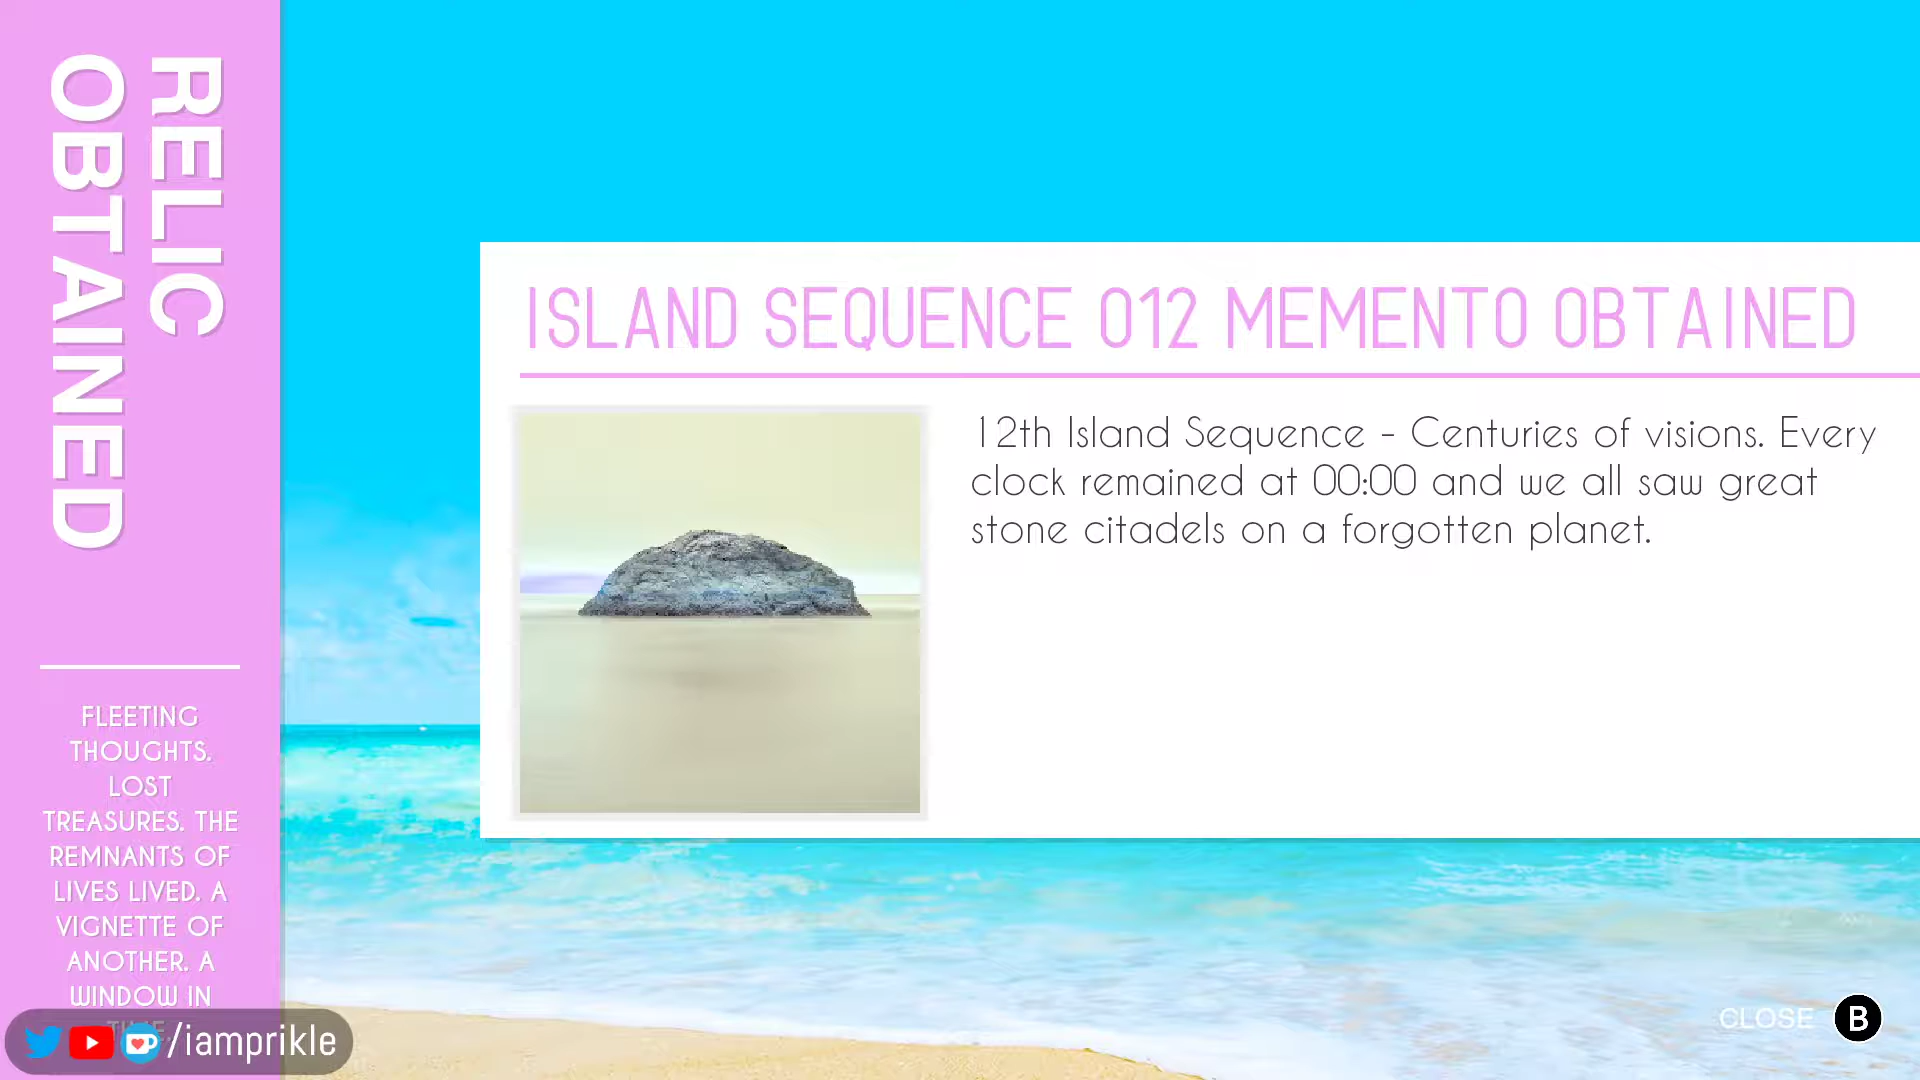 RELIC
OBTAINED
FLEETING
THOUGHTS.
LOST
TREASURES. THE
REMNANTS OF
LIVES LIVED. A
VIGNETTE OF
ANOTHER. A
WINDOW IN
TIME.
/iamprikle
ISLAND SEQUENCE 012 MEMENTO OBTAINED
12th Island Sequence - Centuries of visions. Every
clock remained at 00:00 and we all saw great
stone citadels on a forgotten planet.
CLOSE B